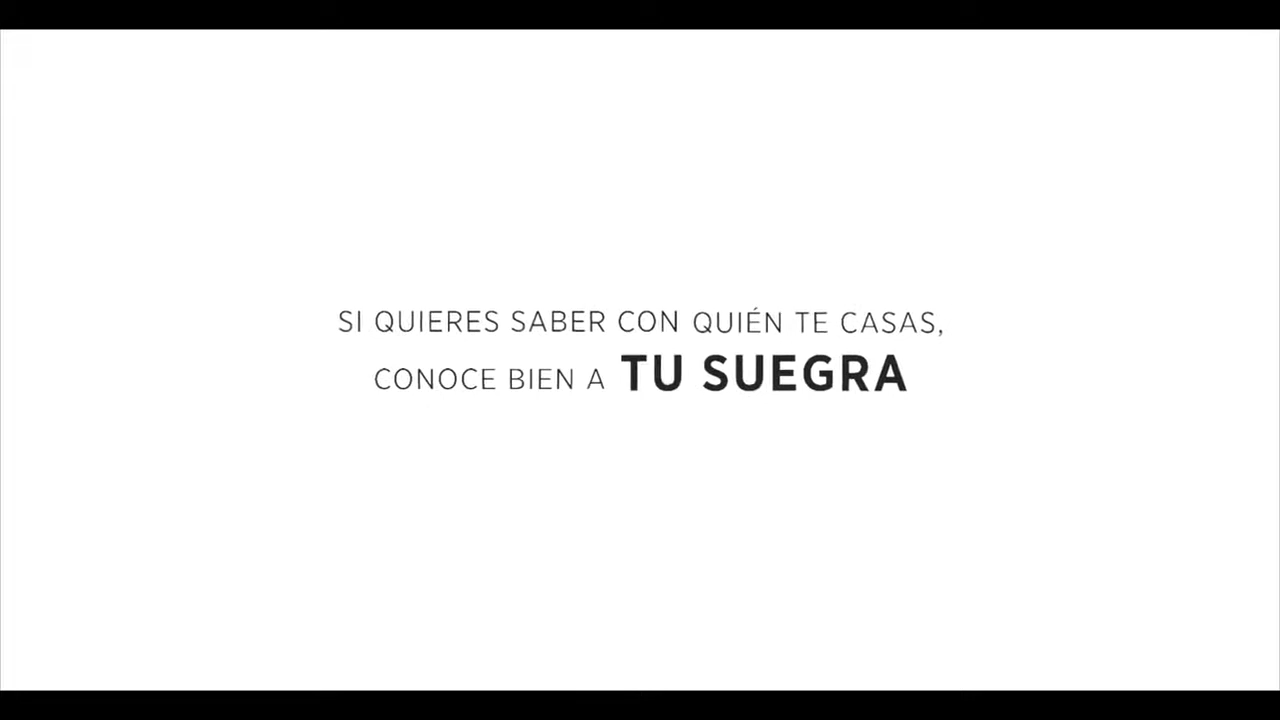 SI QUIERES SABER CON QUIÉN TE CASAS,
CONOCE BIEN A TU SUEGRA